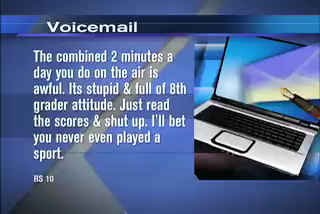 Voicemail
The combined 2 minutes a
day you do on the air is
awful. Its stupid & full of 8th
grader attitude. Just read
the scores & shut up. I'll bet
you never even played a
sport.
RS 10